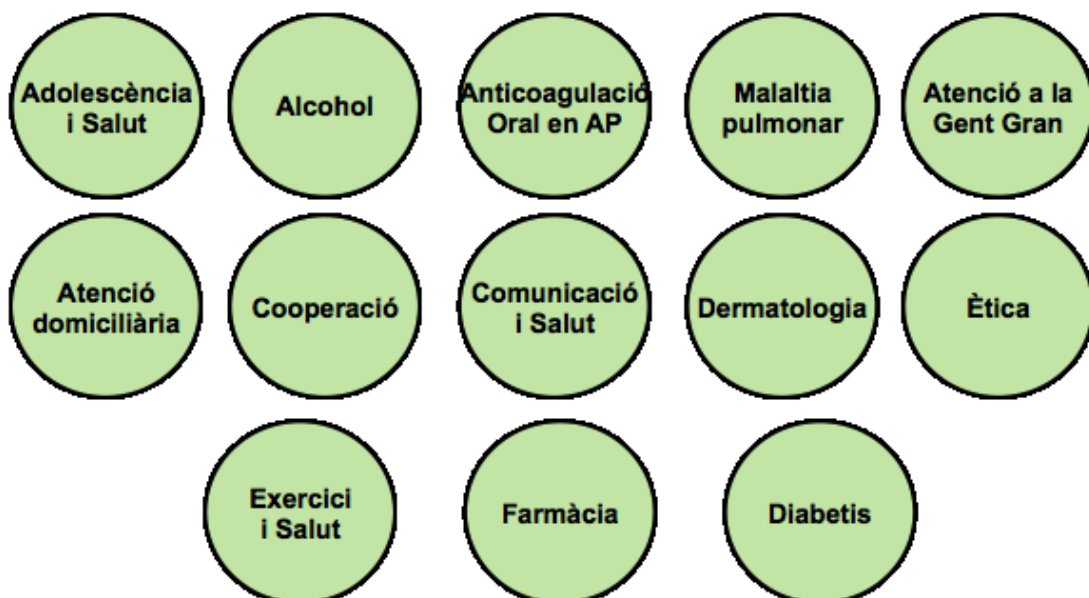 Adolescència
i Salut
Alcohol
Anticoagulació
Oral en AP
Malaltia
pulmonar
Atenció a la
Gent Gran
Atenció
domiciliària
Cooperació
Comunicació
i Salut
Dermatologia
Ètica
Exercici
i Salut
Farmàcia
Diabetis